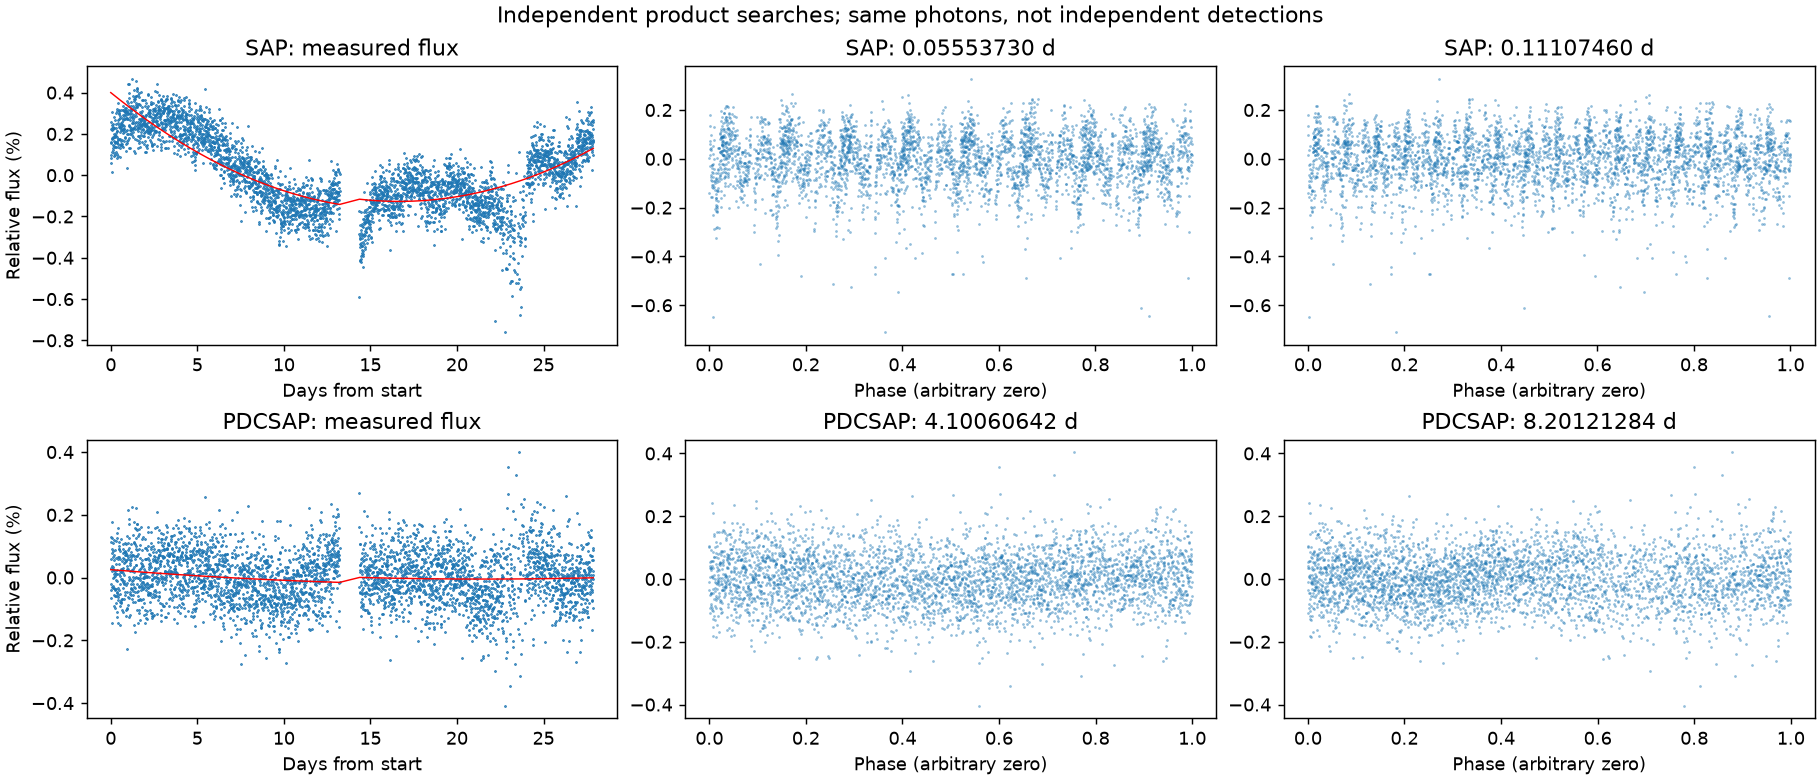 Independent product searches; same photons, not independent detections
SAP: measured flux
Relative flux (%)
0.4
0.2
0.0
−0.2
−0.4
−0.6
−0.8
0 5 10 15 20 25
Days from start
SAP: 0.05553730 d
0.2
0.0
−0.2
−0.4
−0.6
0.0 0.2 0.4 0.6 0.8 1.0
Phase (arbitrary zero)
SAP: 0.11107460 d
0.2
0.0
−0.2
−0.4
−0.6
0.0 0.2 0.4 0.6 0.8 1.0
Phase (arbitrary zero)
PDCSAP: measured flux
Relative flux (%)
0.4
0.2
0.0
−0.2
−0.4
0 5 10 15 20 25
Days from start
PDCSAP: 4.10060642 d
0.4
0.2
0.0
−0.2
−0.4
0.0 0.2 0.4 0.6 0.8 1.0
Phase (arbitrary zero)
PDCSAP: 8.20121284 d
0.4
0.2
0.0
−0.2
−0.4
0.0 0.2 0.4 0.6 0.8 1.0
Phase (arbitrary zero)